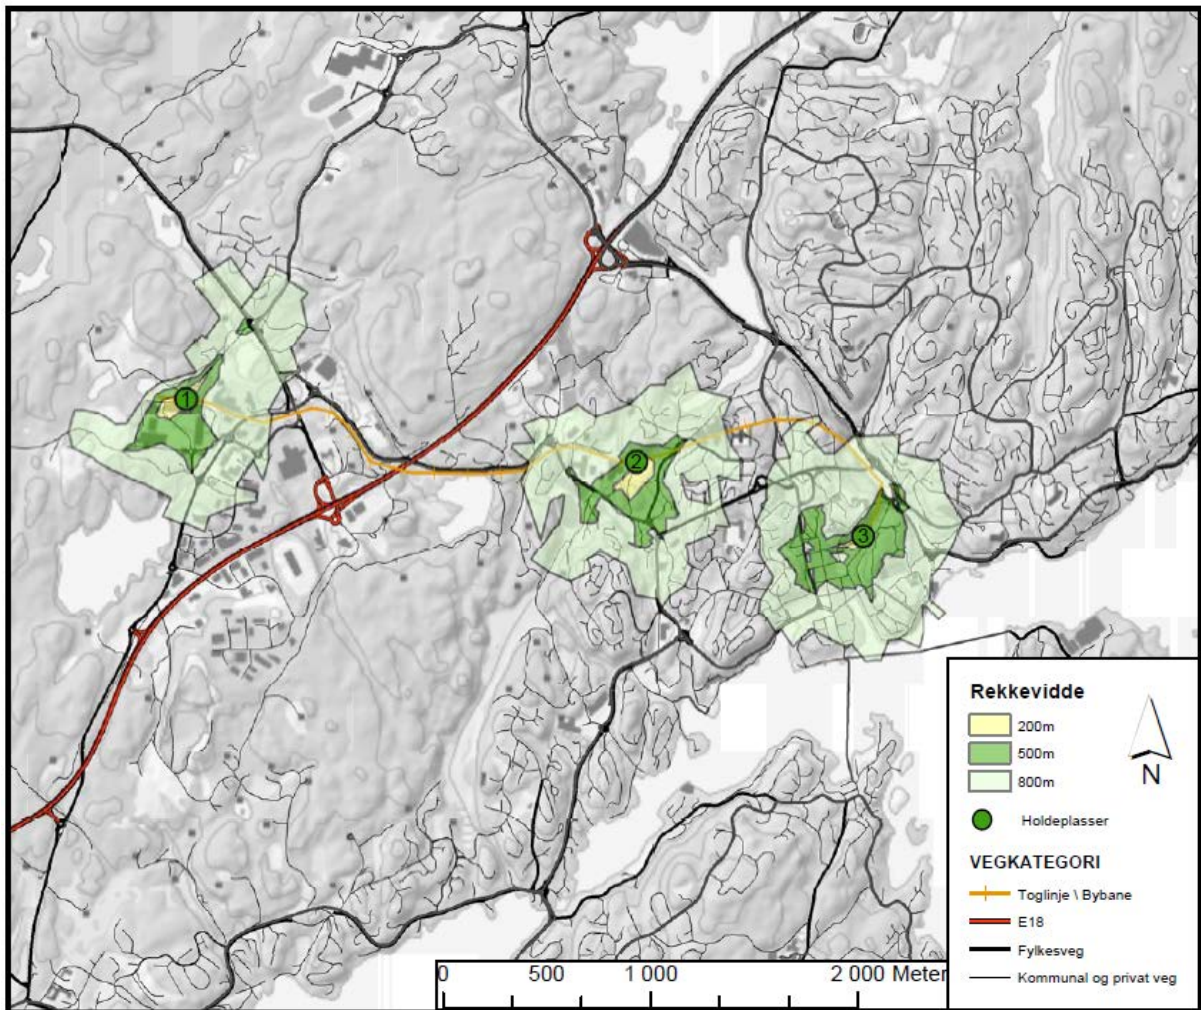 1
2
3
Rekkevidde
200m
500m
800m
N
Holdeplasser
VEGKATEGORI
Toglinje \ Bybane
E18
Fylkesveg
Kommunal og privat veg
0 500 1 000 2 000 Meter